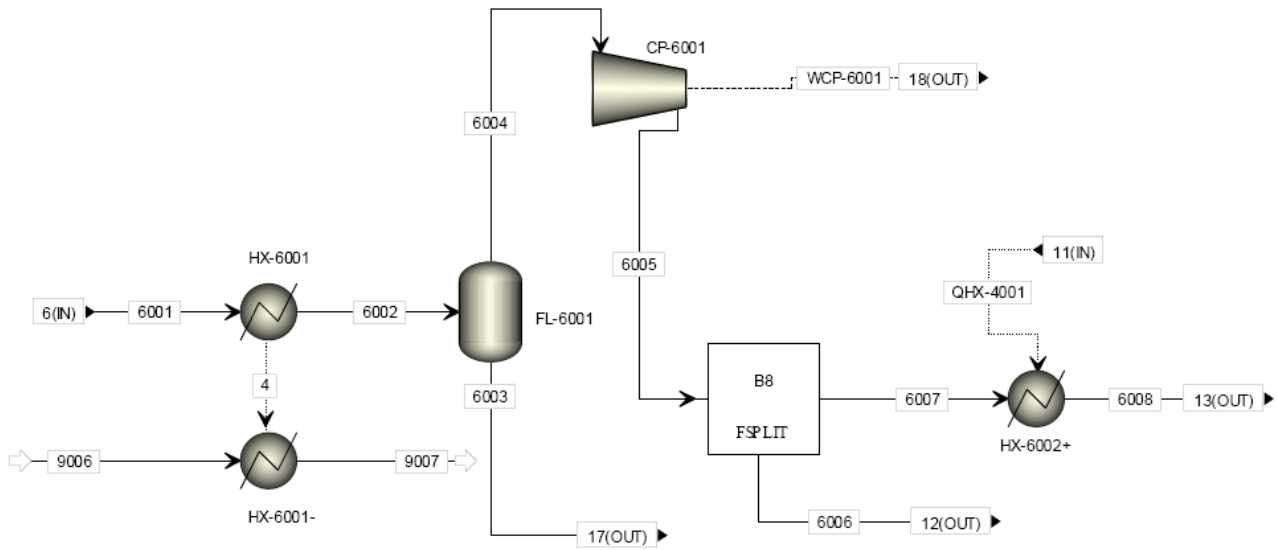 CP-6001
WCP-6001
18(OUT)
6004
HX-6001
6005
11(IN)
QHX-4001
6(IN)
6001
6002
FL-6001
4
6003
B8
FSPLIT
6007
6008
13(OUT)
HX-6002+
9006
9007
HX-6001-
17(OUT)
6006
12(OUT)